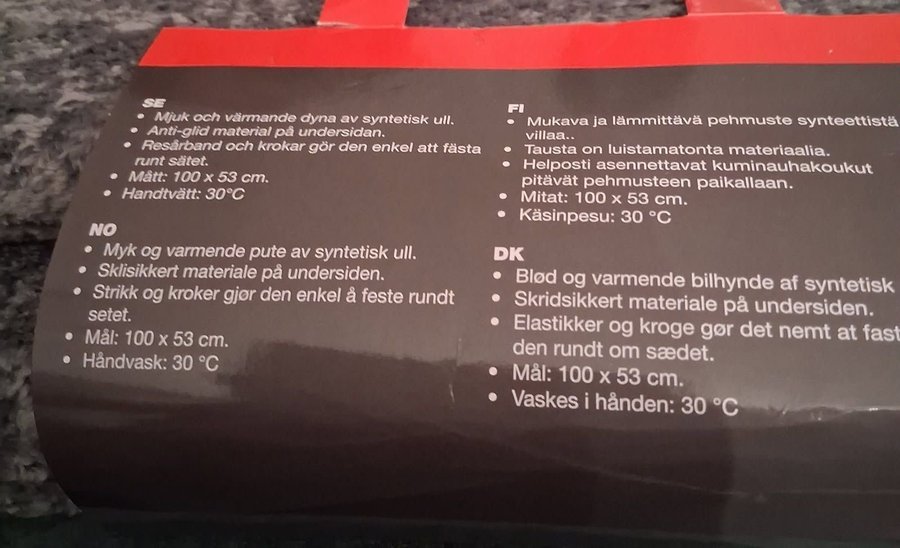 SE
• Mjuk och värmande dyna av syntetisk ull.
• Anti-glid material på undersidan.
• Resårband och krokar gör den enkel att fästa
runt sätet.
• Mått: 100 x 53 cm.
• Handtvätt: 30°C
NO
• Myk og varmende pute av syntetisk ull.
• Sklisikkert materiale på undersiden.
• Strikk og kroker gjør den enkel å feste rundt
setet.
• Mål: 100 x 53 cm.
• Håndvask: 30 °C
FI
• Mukava ja lämmittävä pehmuste synteettistä
villaa..
• Tausta on luistamatonta materiaalia.
• Helposti asennettavat kuminauhakoukut
pitävät pehmusteen paikallaan.
• Mitat: 100 x 53 cm.
• Käsinpesu: 30 °C
DK
• Blød og varmende bilhynde af syntetisk
• Skridsikkert materiale på undersiden.
• Elastikker og kroge gør det nemt at fast
den rundt om sædet.
• Mål: 100 x 53 cm.
• Vaskes i hånden: 30 °C